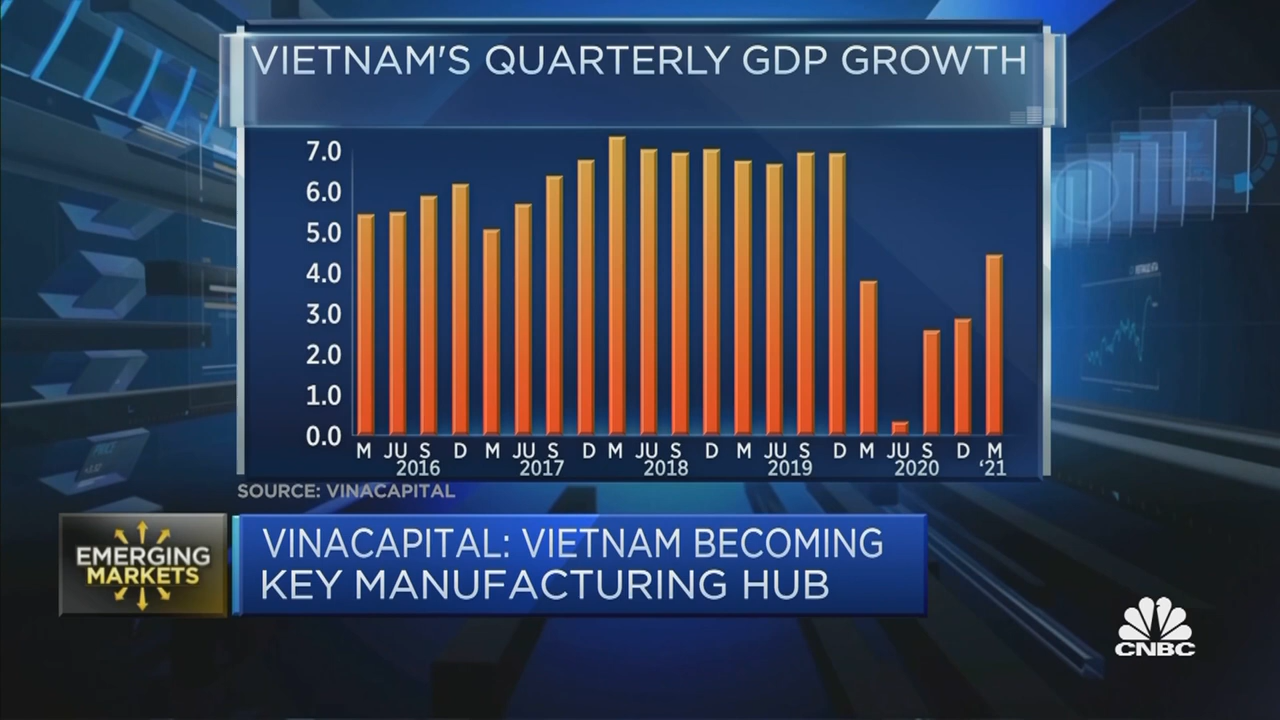 VIETNAM'S QUARTERLY GDP GROWTH
7.0
6.0
5.0
4.0
3.0
2.0
1.0
0.0
M JU S D M JU S D M JU S D M JU S D M JU S D M
2016 2017 2018 2019 2020 '21
SOURCE: VINACAPITAL
EMERGING
MARKETS
VINACAPITAL: VIETNAM BECOMING
KEY MANUFACTURING HUB
CNBC